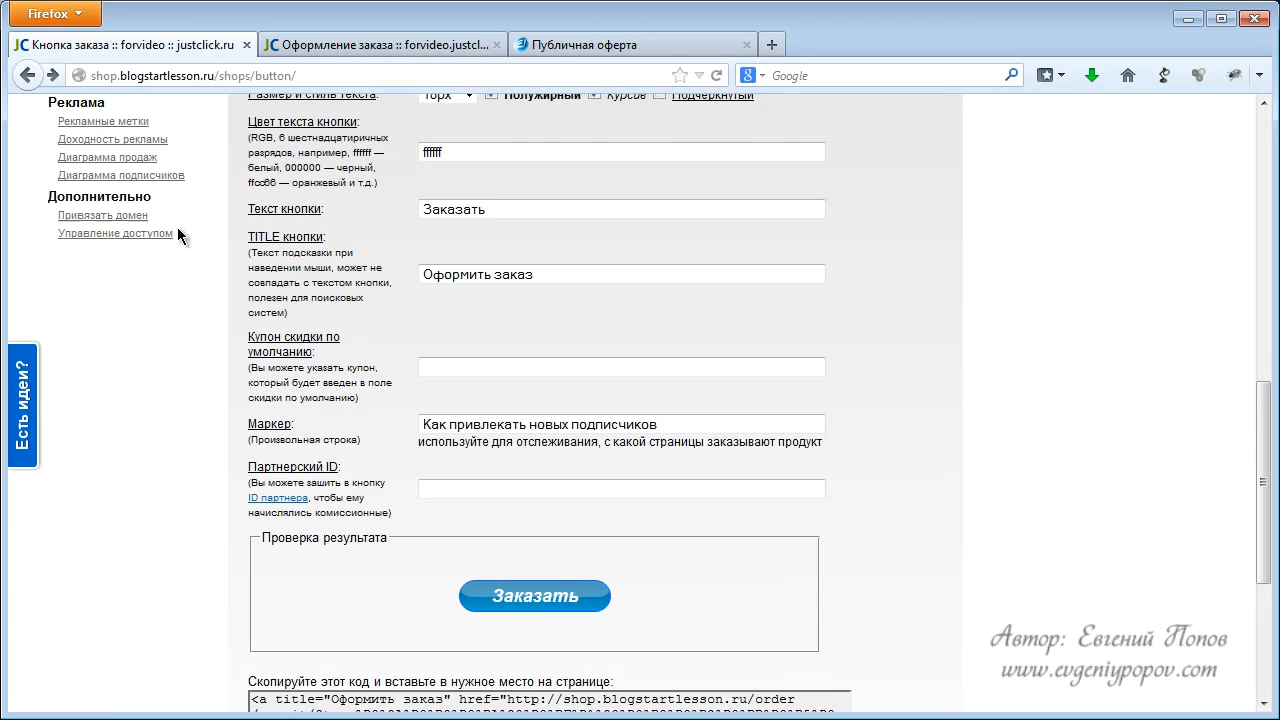 Firefox
Кнопка заказа :: forvideo :: justclick.ru
Оформление заказа :: forvideo.justcl...
Публичная оферта
shop.blogstartlesson.ru/shops/button/
Google
Реклама
Рекламные метки
Доходность рекламы
Диаграмма продаж
Диаграмма подписчиков
Дополнительно
Привязать домен
Управление доступом
Есть идеи?
Размер и стиль текста:
Полужирный
Курсов
Подчеркнутый
Цвет текста кнопки:
(RGB, 6 шестнадцатиричных
разрядов, например, ffffff —
белый, 000000 — черный,
ffcc66 — оранжевый и т.д.)
ffffff
Текст кнопки:
Заказать
TITLE кнопки:
(Текст подсказки при
наведении мыши, может не
совпадать с текстом кнопки,
полезен для поисковых
систем)
Оформить заказ
Купон скидки по
умолчанию:
(Вы можете указать купон,
который будет введен в поле
скидки по умолчанию)
Маркер:
(Произвольная строка)
Как привлекать новых подписчиков
используйте для отслеживания, с какой страницы заказывают продукт
Партнерский ID:
(Вы можете зашить в кнопку
ID партнера, чтобы ему
начислялись комиссионные)
Проверка результата
Заказать
Скопируйте этот код и вставьте в нужное место на странице:
<a title="Оформить заказ" href="http://shop.blogstartlesson.ru/order
Автор: Евгений Попов
www.evgeniypopov.com